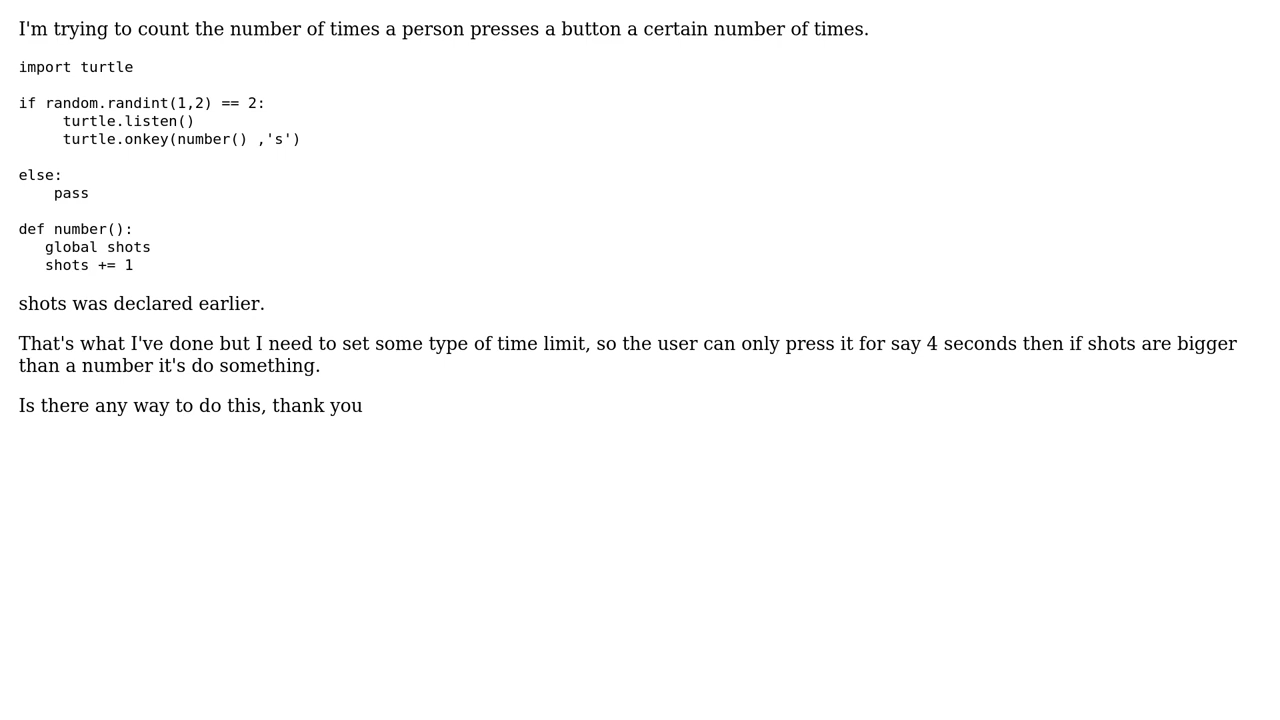 I'm trying to count the number of times a person presses a button a certain number of times.
import turtle
if random.randint(1,2) == 2:
     turtle.listen()
     turtle.onkey(number() ,'s')
else:
    pass
def number():
   global shots
   shots += 1
shots was declared earlier.
That's what I've done but I need to set some type of time limit, so the user can only press it for say 4 seconds then if shots are bigger
than a number it's do something.
Is there any way to do this, thank you